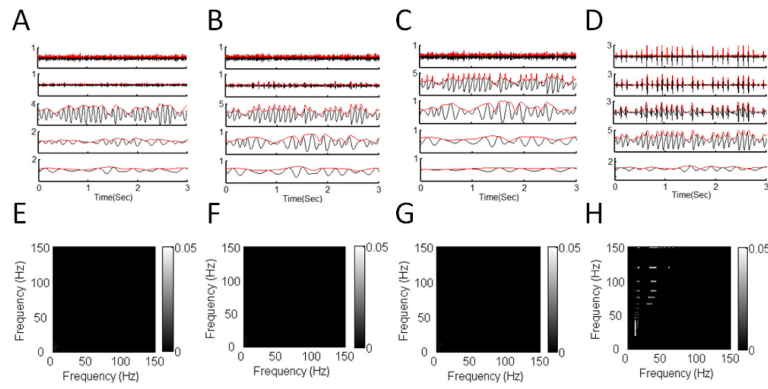 A B C D
1 1 1 3
1 1 5 3
4 5 1 3
2 1 1 5
2 1 1 2
0 1 2 3 0 1 2 3 0 1 2 3 0 1 2 3
Time(Sec) Time(Sec) Time(Sec) Time(Sec)
E F G H
150 0.05 150 0.05 150 0.05 150 0.05
100 100 100 100
50 50 50 50
0 0 0 0 0 0 0 0
Frequency (Hz) Frequency (Hz) Frequency (Hz) Frequency (Hz)
0 50 100 150 0 50 100 150 0 50 100 150 0 50 100 150
Frequency (Hz) Frequency (Hz) Frequency (Hz) Frequency (Hz)